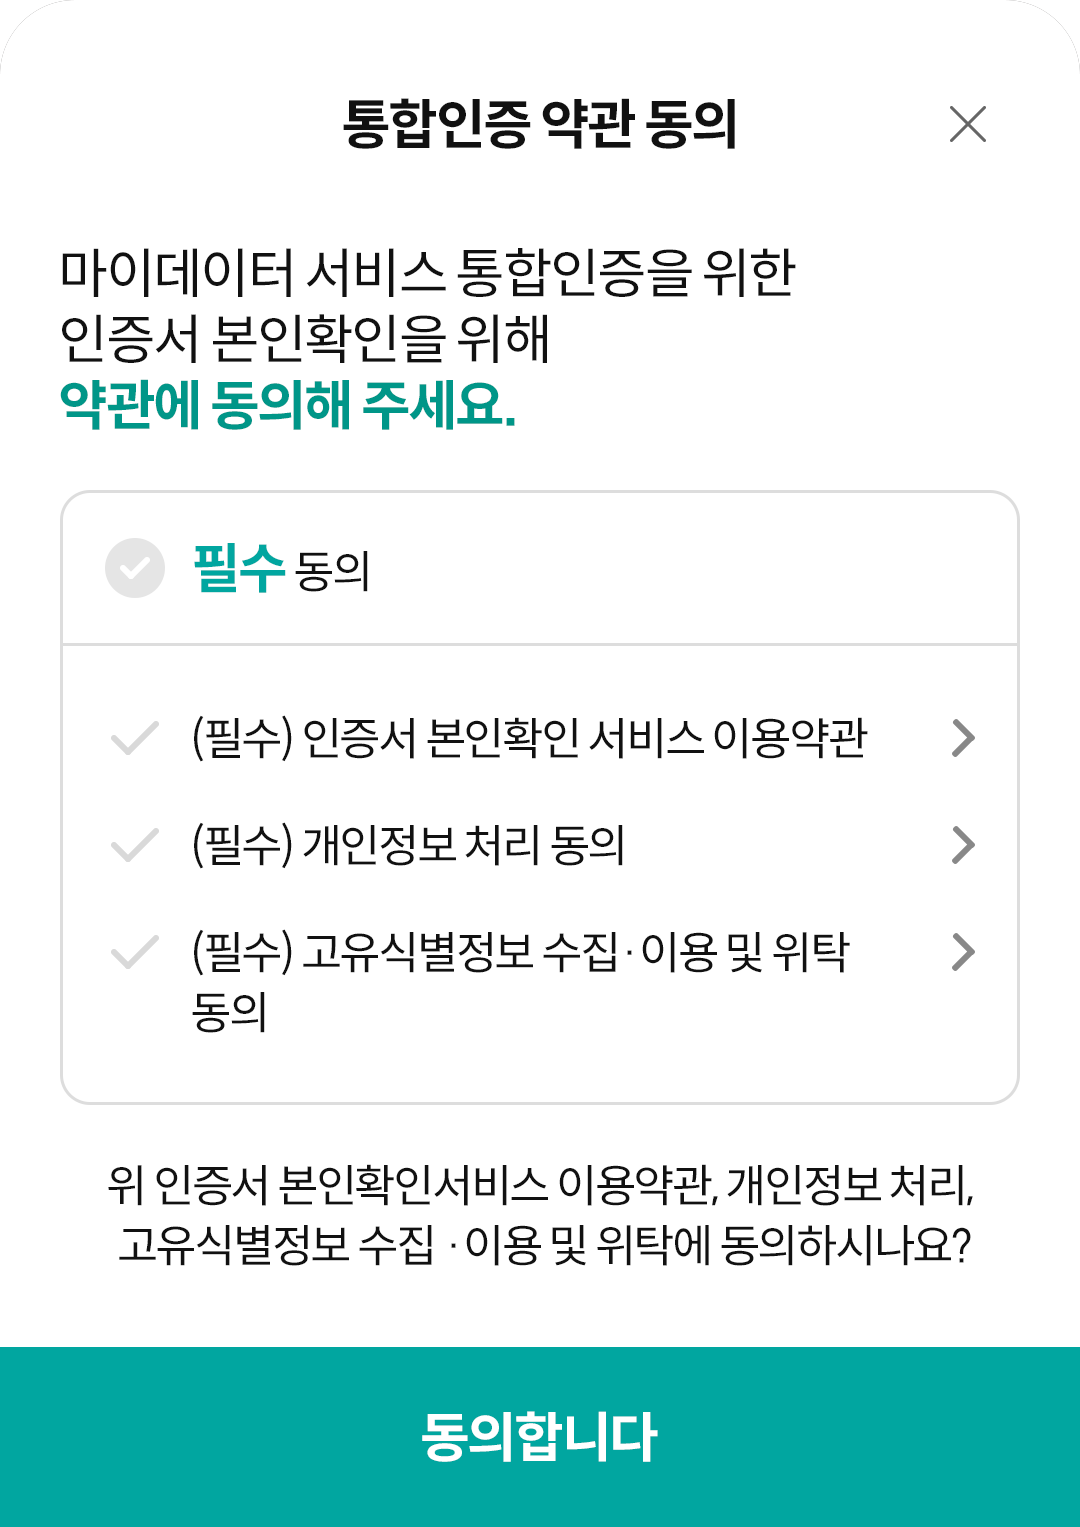 통합인증 약관 동의
마이데이터 서비스 통합인증을 위한
인증서 본인확인을 위해
약관에 동의해 주세요.
필수 동의
(필수) 인증서 본인확인 서비스 이용약관
(필수) 개인정보 처리 동의
(필수) 고유식별정보 수집·이용 및 위탁
동의
위 인증서 본인확인서비스 이용약관, 개인정보 처리,
고유식별정보 수집 ·이용 및 위탁에 동의하시나요?
동의합니다